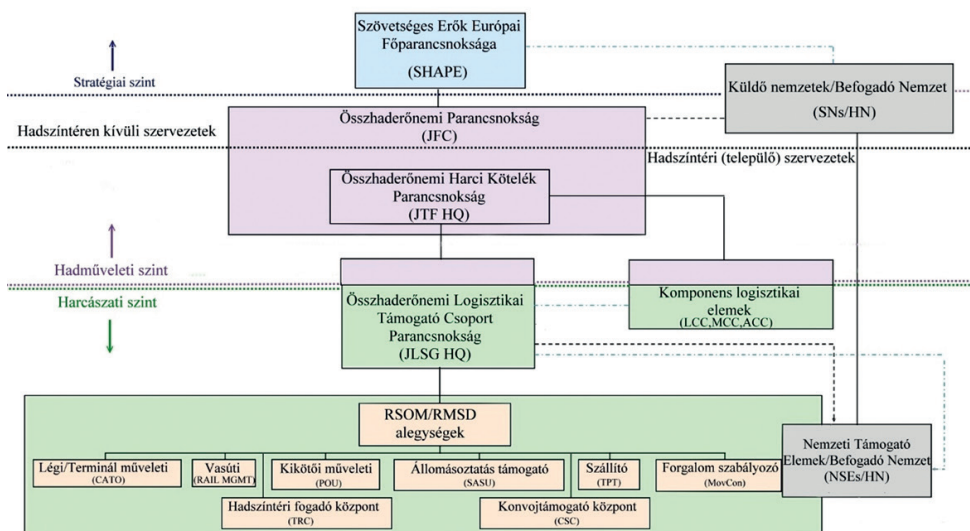 Szövetséges Erők Európai
Főparancsnoksága
(SHAPE)
Stratégiai szint
Küldő nemzetek/Befogadó Nemzet
(SNs/HN)
Összhaderőnemi Parancsnokság
(JFC)
Hadszíntéren kívüli szervezetek
Hadszíntéri (települő) szervezetek
Összhaderőnemi Harci Kötelék
Parancsnokság
(JTF HQ)
Hadműveleti szint
Harcászati szint
Összhaderőnemi Logisztikai
Támogató Csoport
Parancsnokság
(JLSG HQ)
Komponens logisztikai
elemek
(LCC,MCC,ACC)
RSOM/RMSD
alegységek
Nemzeti Támogató
Elemek/Befogadó Nemzet
(NSEs/HN)
Légi/Terminál műveleti
(CATO)
Vasúti
(RAIL MGMT)
Kikötői műveleti
(POU)
Állomásoztatás támogató
(SASU)
Szállító
(TPT)
Forgalom szabályozó
(MovCon)
Hadszíntéri fogadó központ
(TRC)
Konvojtámogató központ
(CSC)